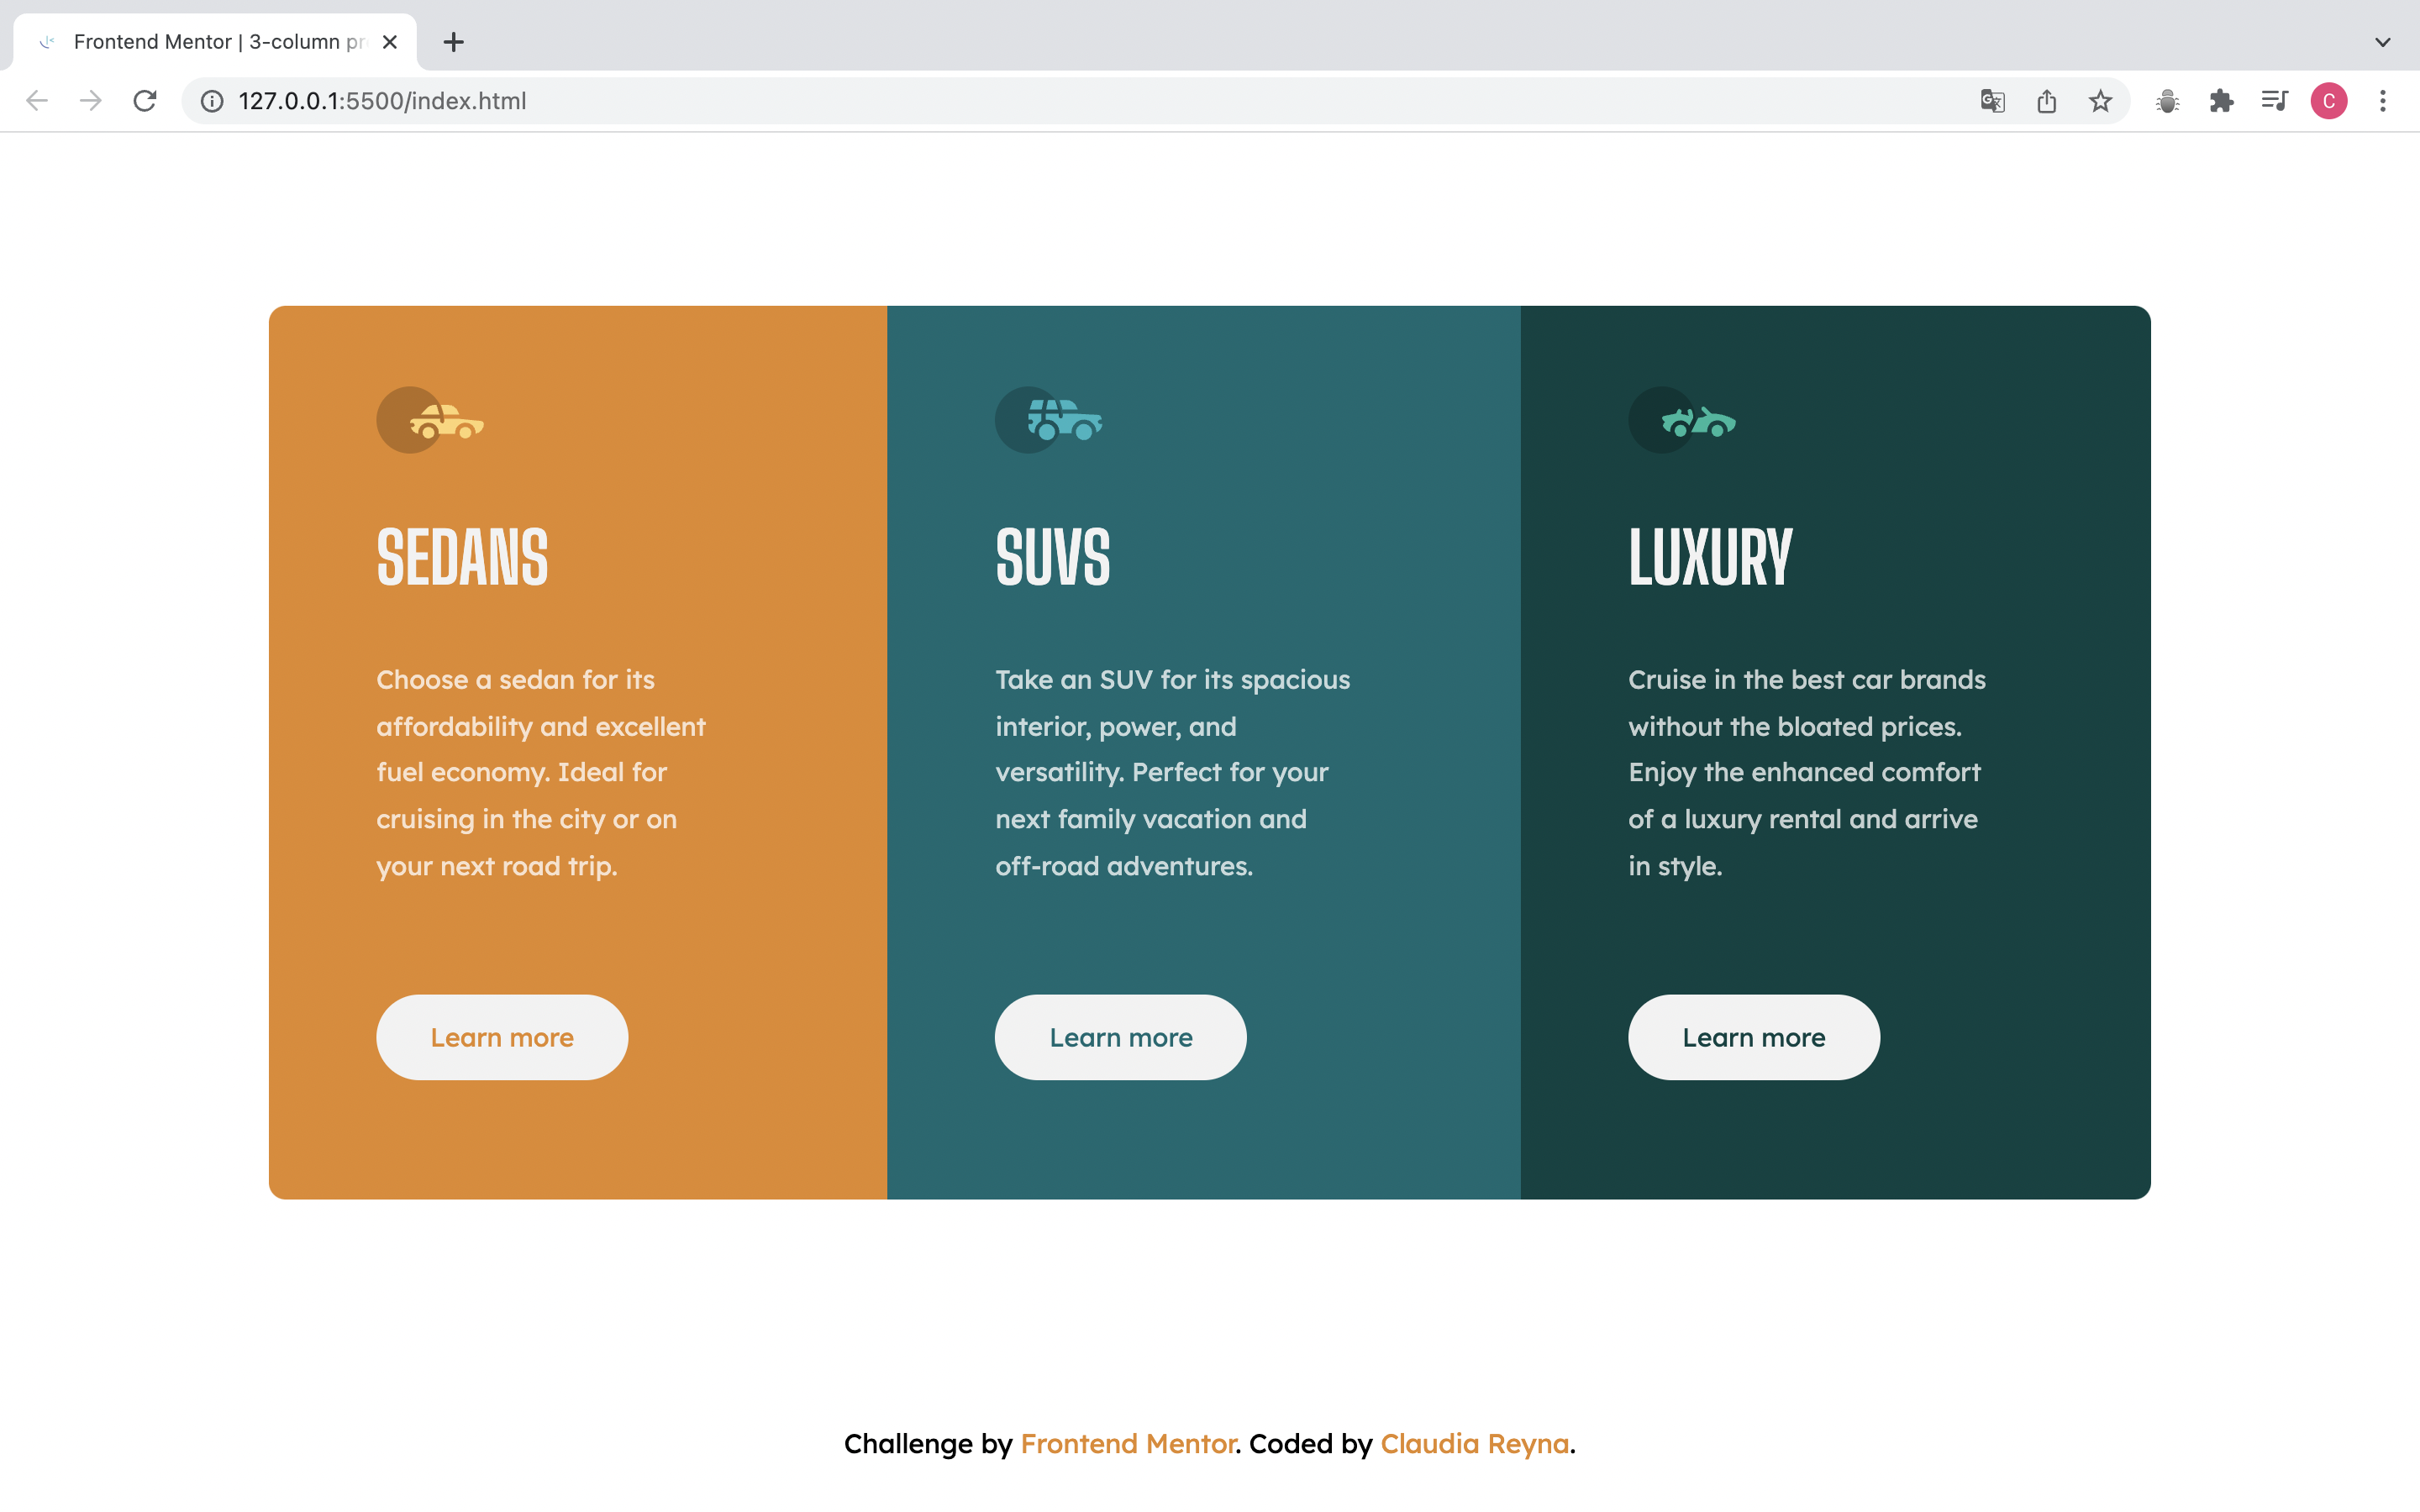 Frontend Mentor | 3-column pr
127.0.0.1:5500/index.html
C
SEDANS
Choose a sedan for its
affordability and excellent
fuel economy. Ideal for
cruising in the city or on
your next road trip.
Learn more
SUVS
Take an SUV for its spacious
interior, power, and
versatility. Perfect for your
next family vacation and
off-road adventures.
Learn more
LUXURY
Cruise in the best car brands
without the bloated prices.
Enjoy the enhanced comfort
of a luxury rental and arrive
in style.
Learn more
Challenge by Frontend Mentor. Coded by Claudia Reyna.